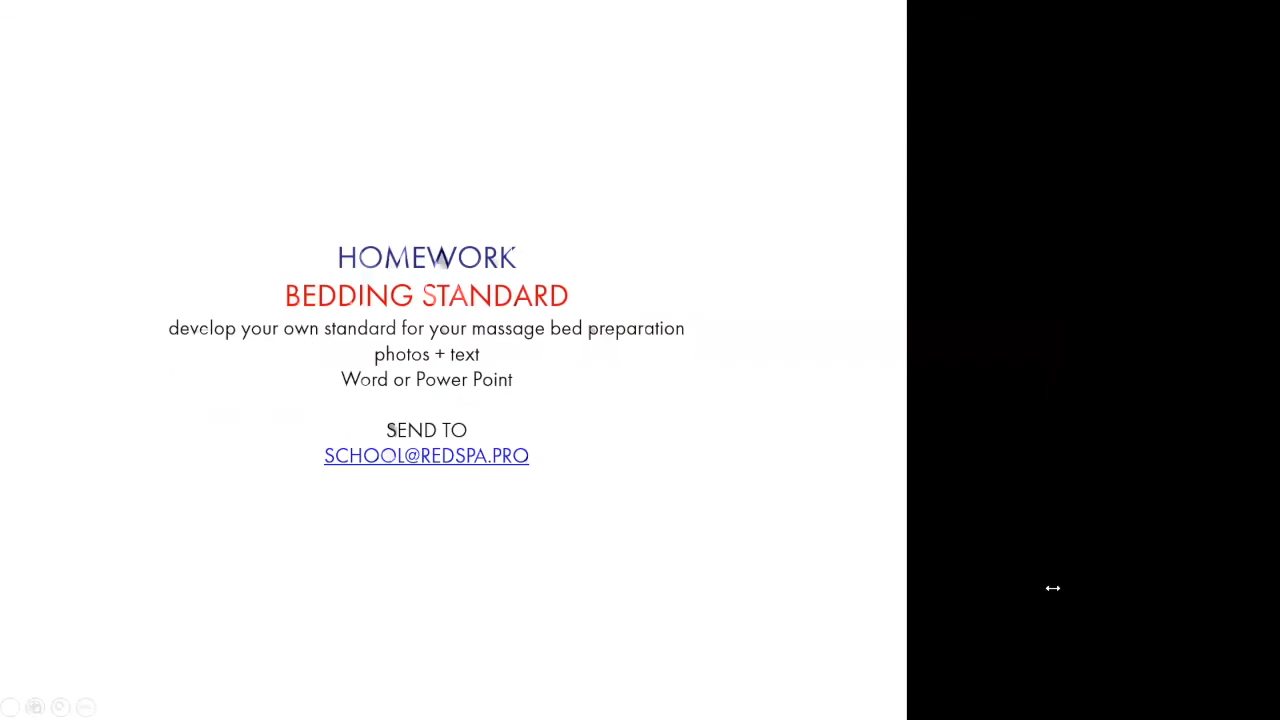 HOMEWORK
BEDDING STANDARD
develop your own standard for your massage bed preparation
photos + text
Word or Power Point
SEND TO
SCHOOL@REDSPA.PRO